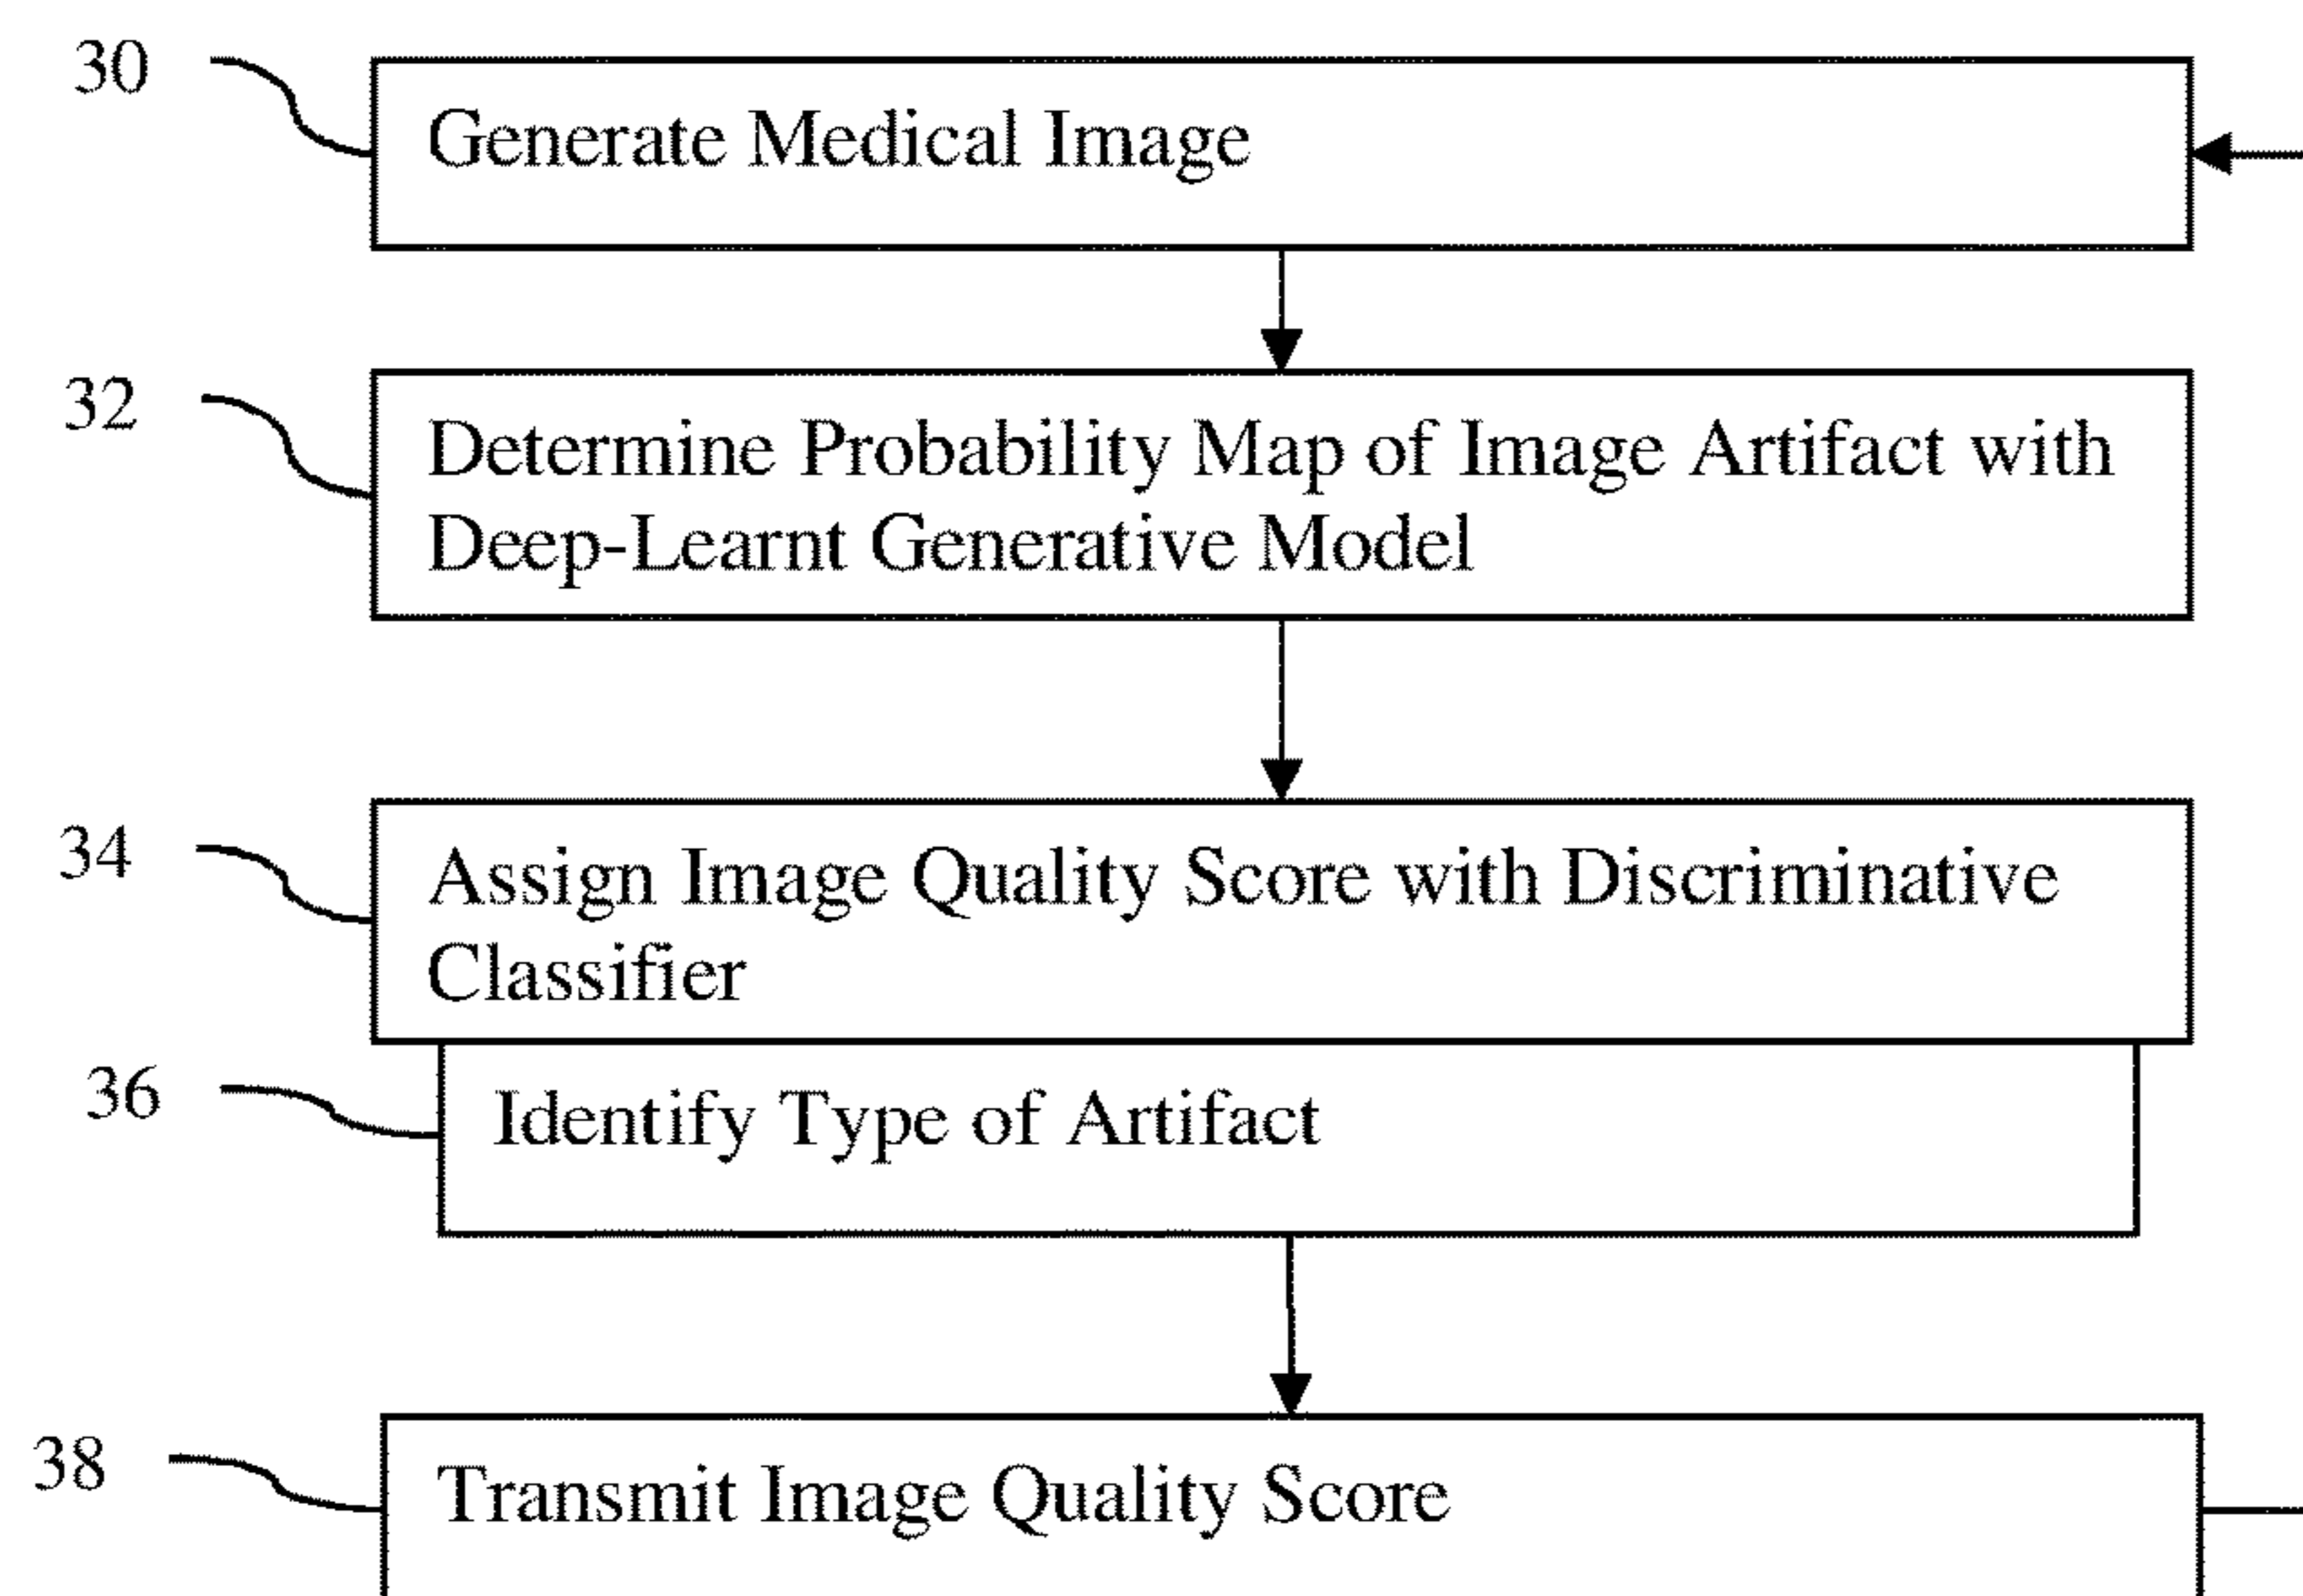 30
Generate Medical Image
32
Determine Probability Map of Image Artifact with
Deep-Learnt Generative Model
34
Assign Image Quality Score with Discriminative
Classifier
36
Identify Type of Artifact
38
Transmit Image Quality Score